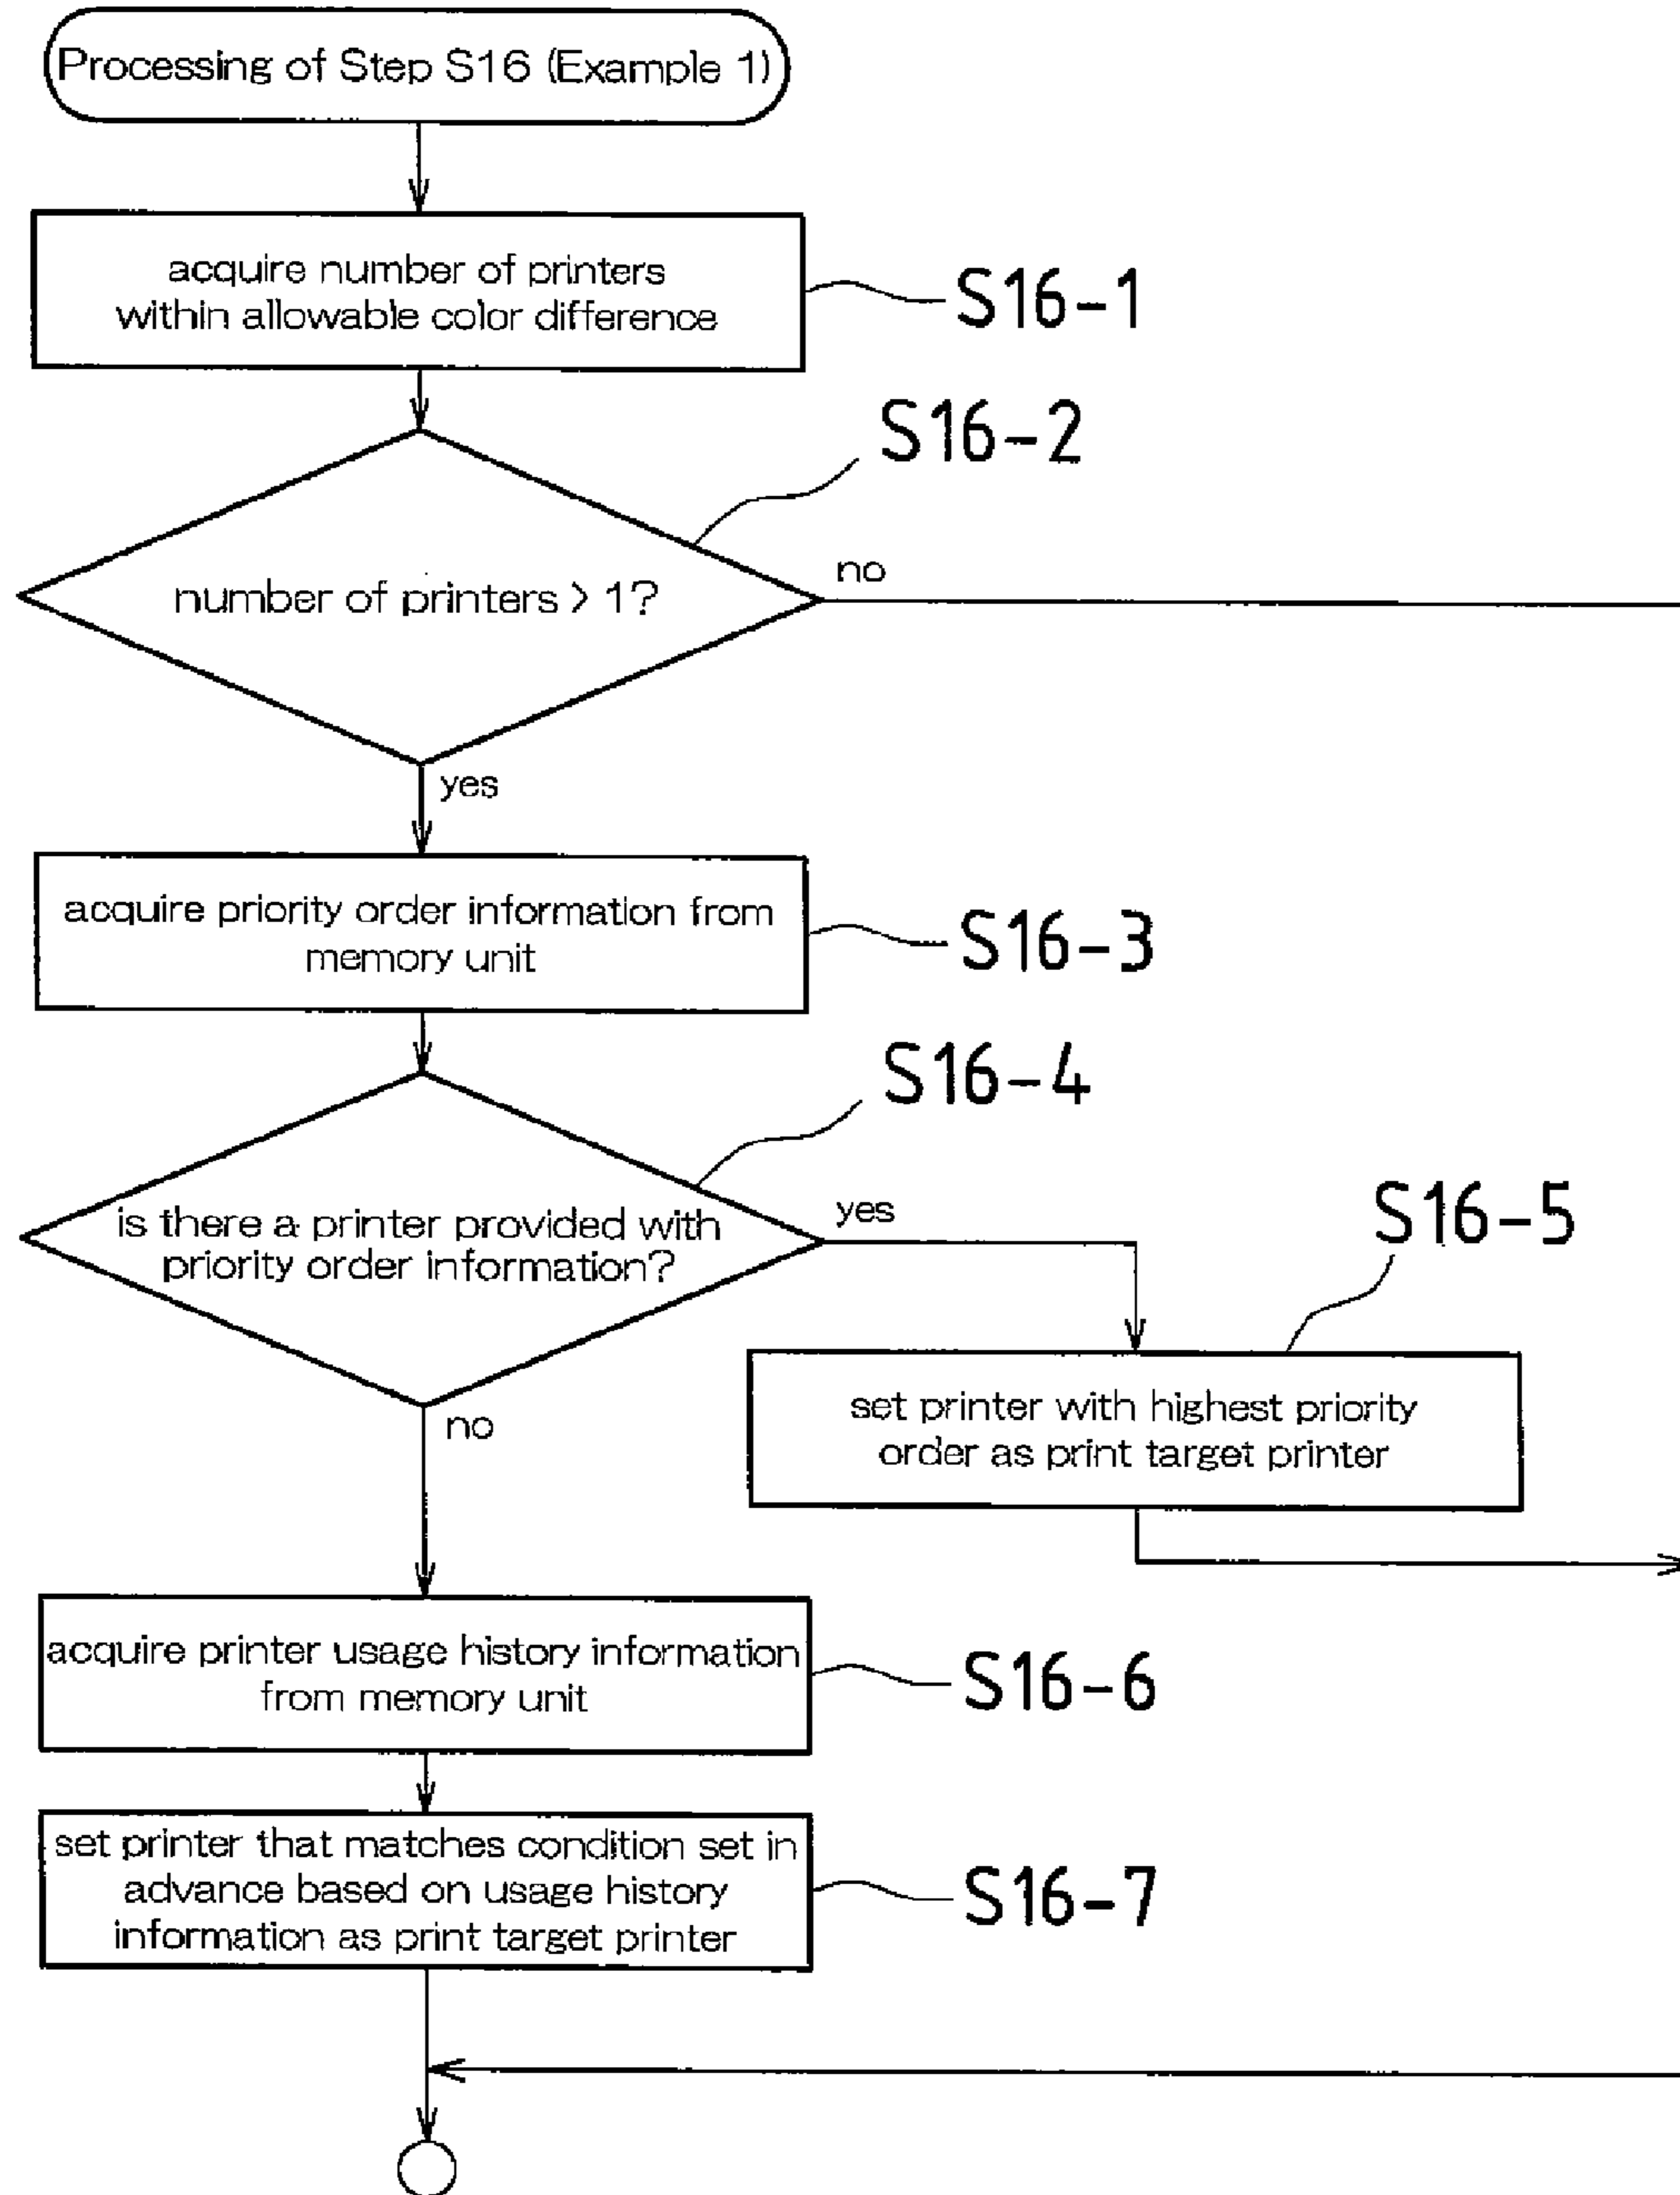 Processing of Step S16 (Example 1)
acquire number of printers
within allowable color difference
S16-1
S16-2
number of printers > 1?
no
yes
acquire priority order information from
memory unit
S16-3
S16-4
is there a printer provided with
priority order information?
yes
no
S16-5
set printer with highest priority
order as print target printer
acquire printer usage history information
from memory unit
S16-6
set printer that matches condition set in
advance based on usage history
information as print target printer
S16-7